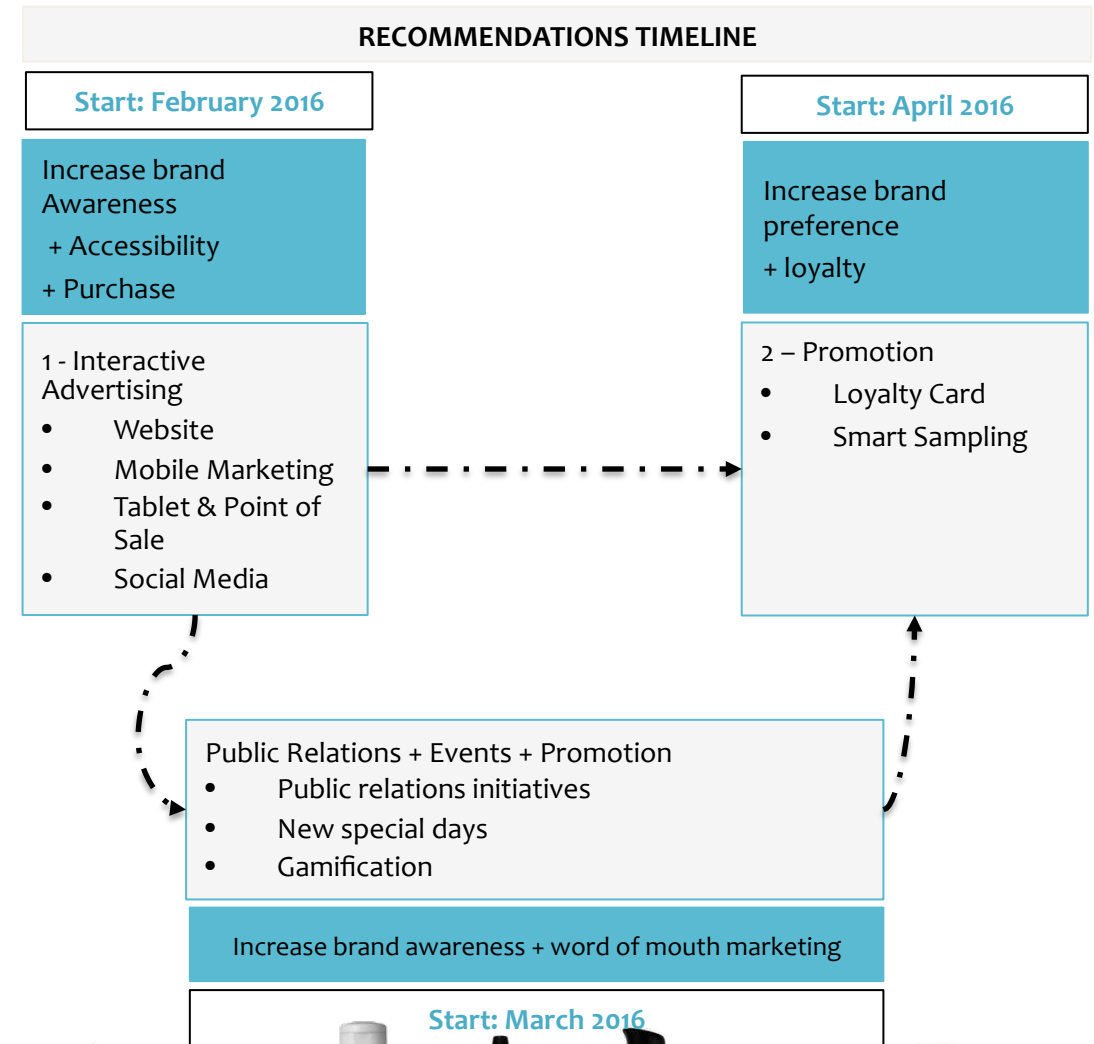 RECOMMENDATIONS TIMELINE
Start: February 2016
Increase brand
Awareness
+ Accessibility
+ Purchase
1 - Interactive
Advertising
• Website
• Mobile Marketing
• Tablet & Point of
Sale
• Social Media
Start: April 2016
Increase brand
preference
+ loyalty
2 – Promotion
• Loyalty Card
• Smart Sampling
Public Relations + Events + Promotion
• Public relations initiatives
• New special days
• Gamification
Increase brand awareness + word of mouth marketing
Start: March 2016